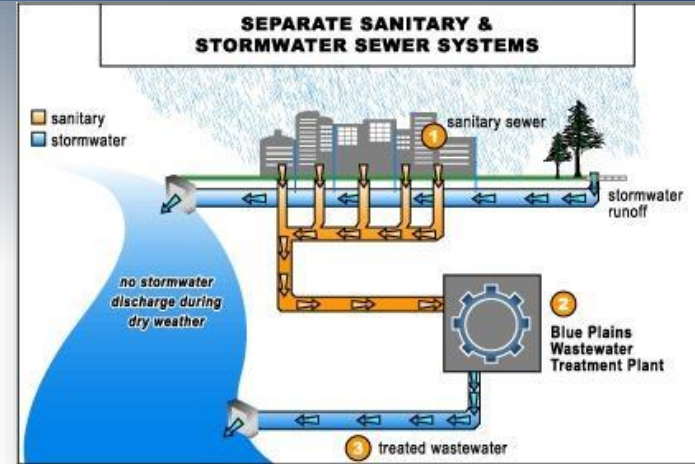 SEPARATE SANITARY &
STORMWATER SEWER SYSTEMS
sanitary
stormwater
1
sanitary sewer
stormwater
runoff
no stormwater
discharge during
dry weather
2
Blue Plains
Wastewater
Treatment Plant
3 treated wastewater